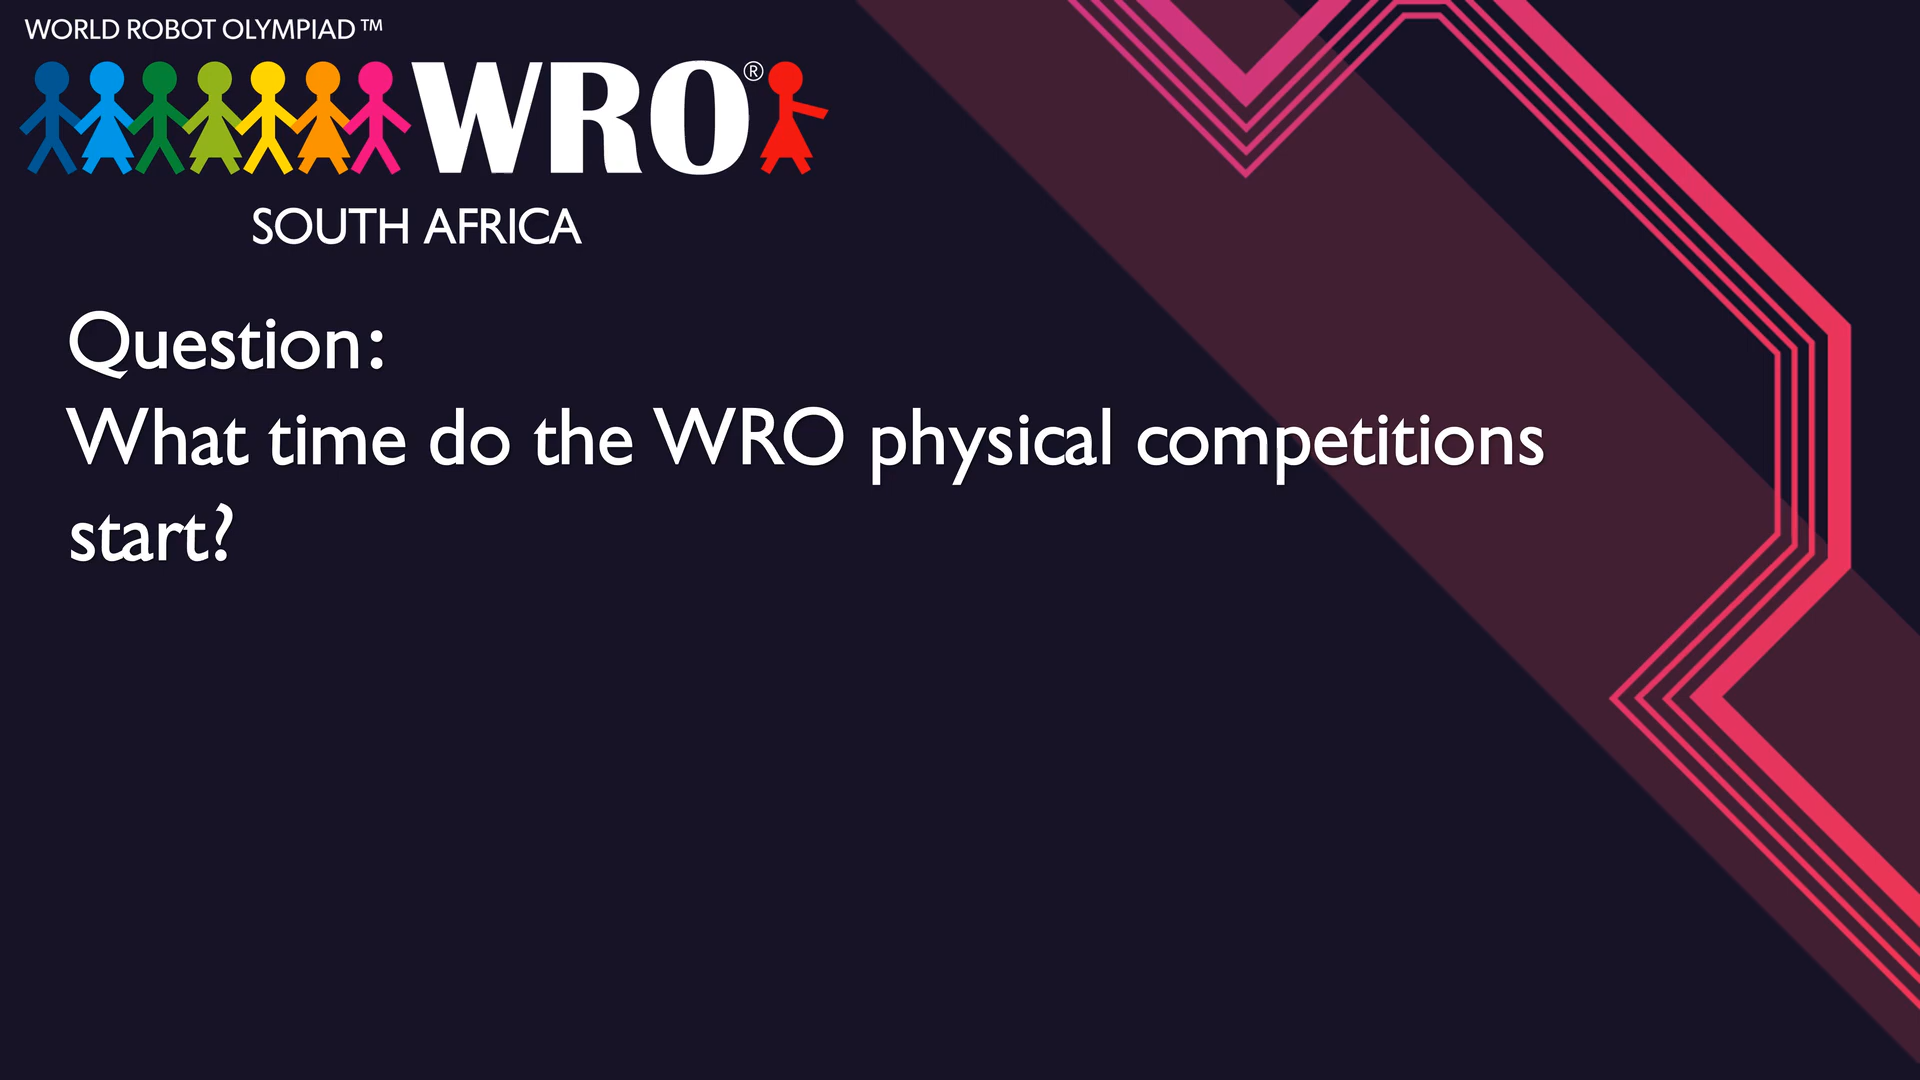 WORLD ROBOT OLYMPIAD™
WRO®
SOUTH AFRICA
Question:
What time do the WRO physical competitions
start?